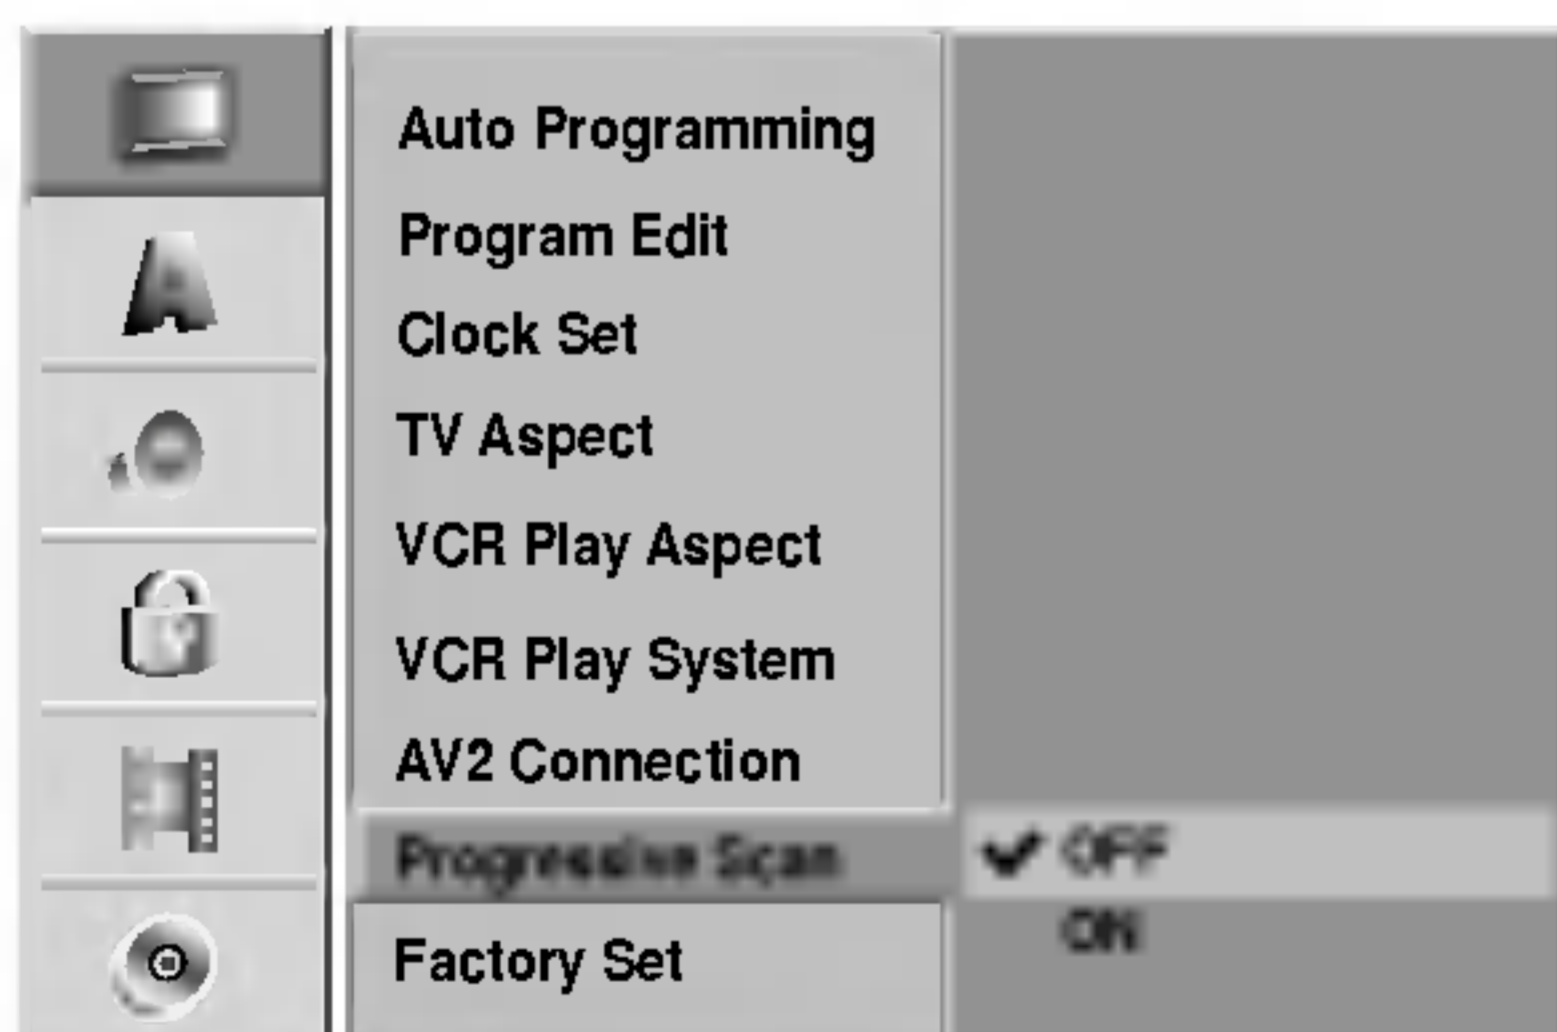 Auto Programming
Program Edit
Clock Set
TV Aspect
VCR Play Aspect
VCR Play System
AV2 Connection
Progressive Scan
OFF
ON
Factory Set